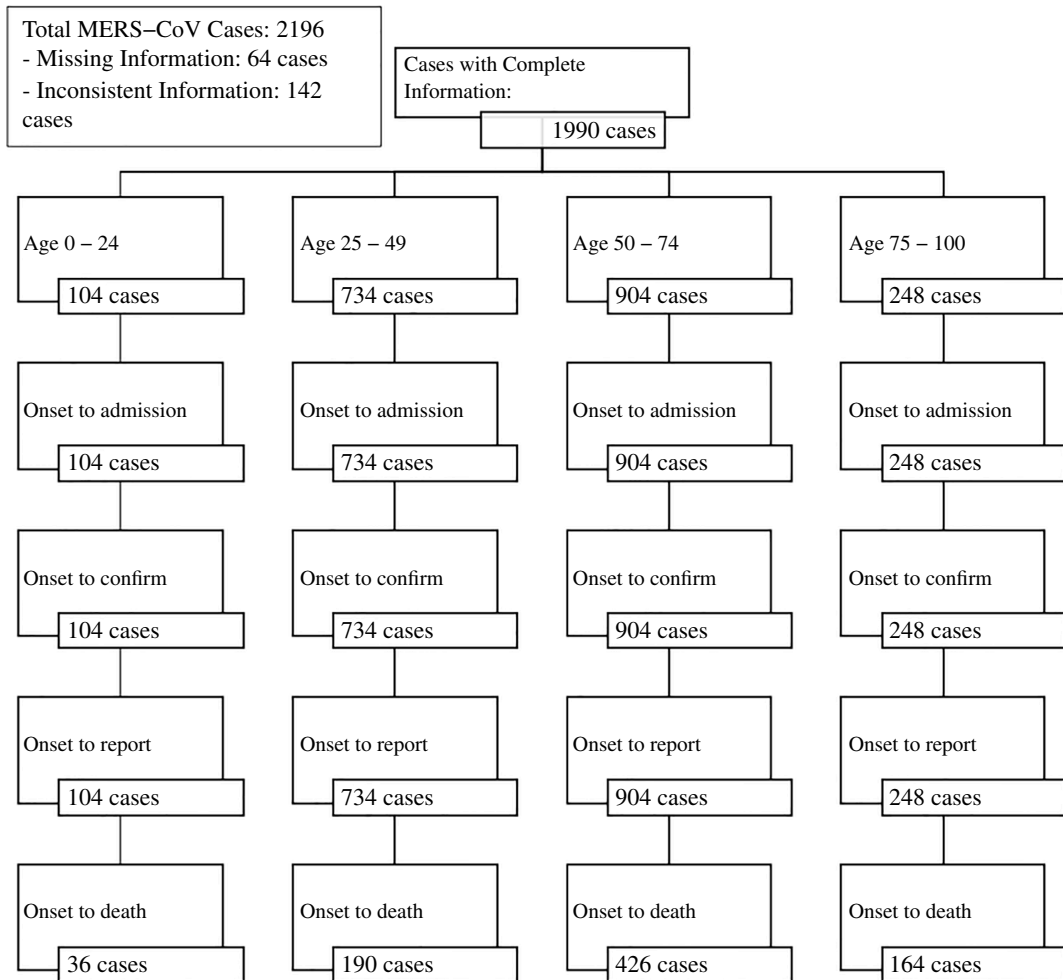 Total MERS−CoV Cases: 2196
- Missing Information: 64 cases
- Inconsistent Information: 142
cases
Cases with Complete
Information:
1990 cases
Age 0 − 24
104 cases
Age 25 − 49
734 cases
Age 50 − 74
904 cases
Age 75 − 100
248 cases
Onset to admission
104 cases
Onset to admission
734 cases
Onset to admission
904 cases
Onset to admission
248 cases
Onset to confirm
104 cases
Onset to confirm
734 cases
Onset to confirm
904 cases
Onset to confirm
248 cases
Onset to report
104 cases
Onset to report
734 cases
Onset to report
904 cases
Onset to report
248 cases
Onset to death
36 cases
Onset to death
190 cases
Onset to death
426 cases
Onset to death
164 cases